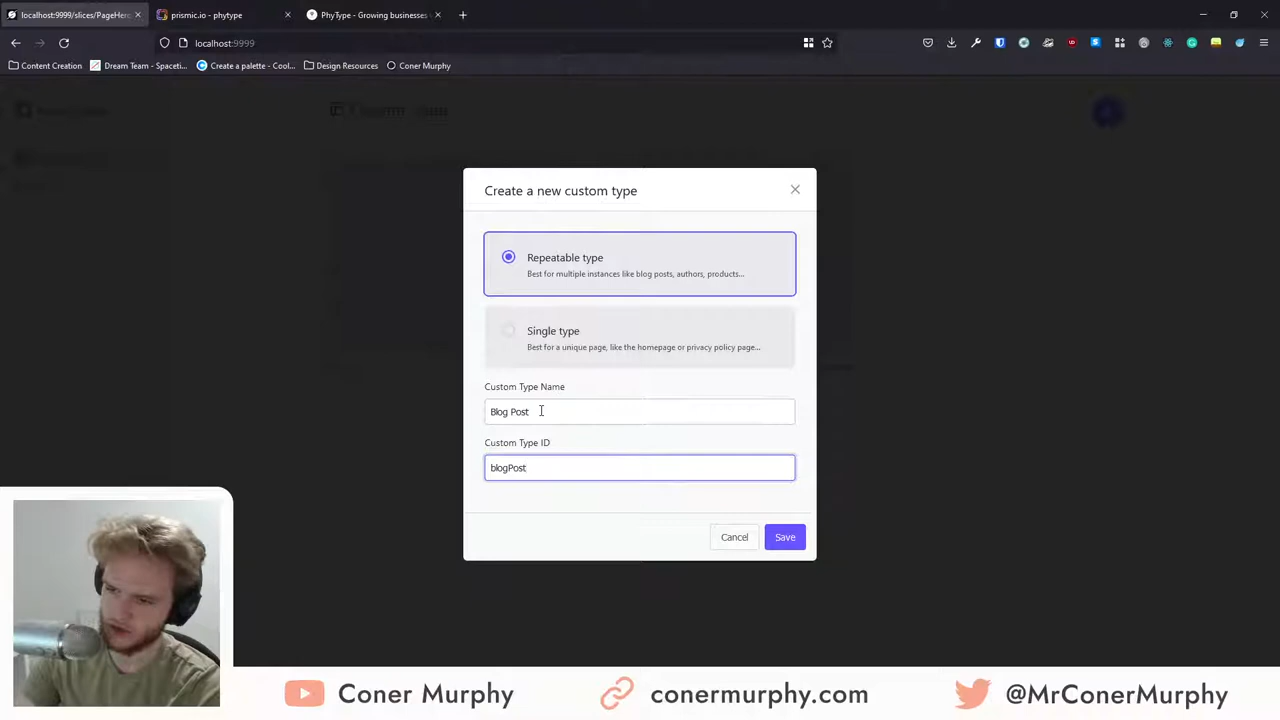 localhost:9999/slices/PageHero
prismic.io - phytype
PhyType - Growing businesses
localhost:9999
Content Creation
Dream Team - Spaceti...
Create a palette - Cool...
Design Resources
Coner Murphy
Create a new custom type
Repeatable type
Best for multiple instances like blog posts, authors, products...
Single type
Best for a unique page, like the homepage or privacy policy page...
Custom Type Name
Blog Post
Custom Type ID
blogPost
Cancel
Save
Coner Murphy
conermurphy.com
@MrConerMurphy